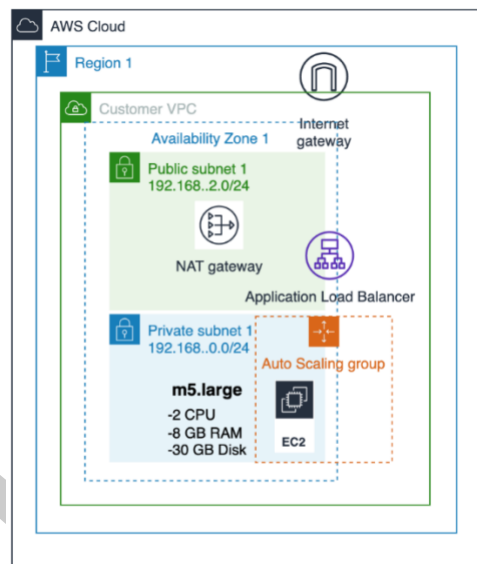 AWS Cloud
Region 1
Customer VPC
Internet
gateway
Availability Zone 1
Public subnet 1
192.168..2.0/24
NAT gateway
Application Load Balancer
Private subnet 1
192.168..0.0/24
Auto Scaling group
m5.large
-2 CPU
-8 GB RAM
-30 GB Disk
EC2